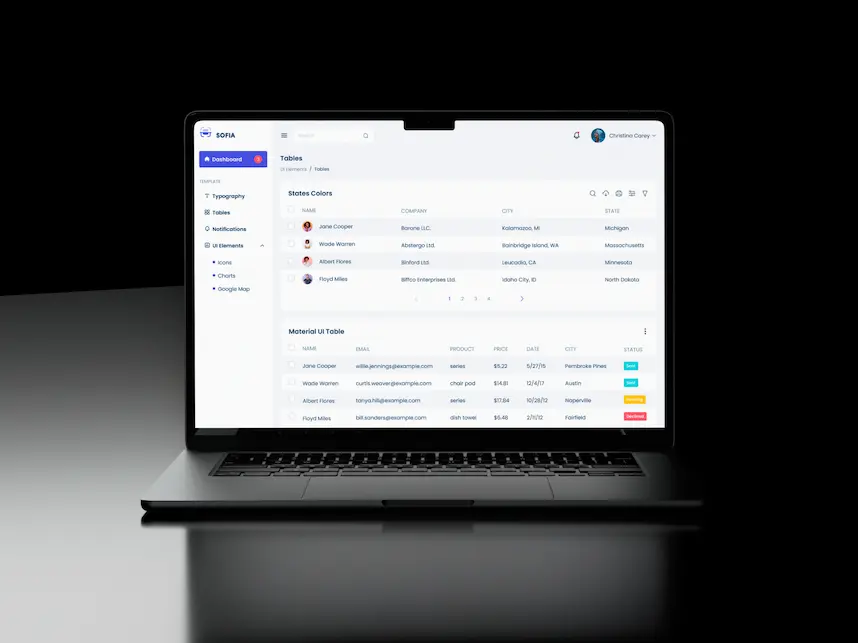 SOFIA
Search
Christina Carey
Dashboard
Tables
UI Elements / Tables
TEMPLATE
Typography
Tables
Notifications
UI Elements
Icons
Charts
Google Map
States Colors
NAME COMPANY CITY STATE
Jane Cooper Barone LLC. Kalamazoo, MI Michigan
Wade Warren Abstergo Ltd. Bainbridge Island, WA Massachusetts
Albert Flores Binford Ltd. Leucadia, CA Minnesota
Floyd Miles Biffco Enterprises Ltd. Idaho City, ID North Dakota
1 2 3 4
Material UI Table
NAME EMAIL PRODUCT PRICE DATE CITY STATUS
Jane Cooper willie.jennings@example.com series $5.22 5/27/15 Pembroke Pines Sent
Wade Warren curtis.weaver@example.com chair pad $14.81 12/4/17 Austin Sent
Albert Flores tanya.hill@example.com series $17.84 10/28/12 Naperville
Floyd Miles bill.sanders@example.com dish towel $6.48 2/11/12 Fairfield Declined